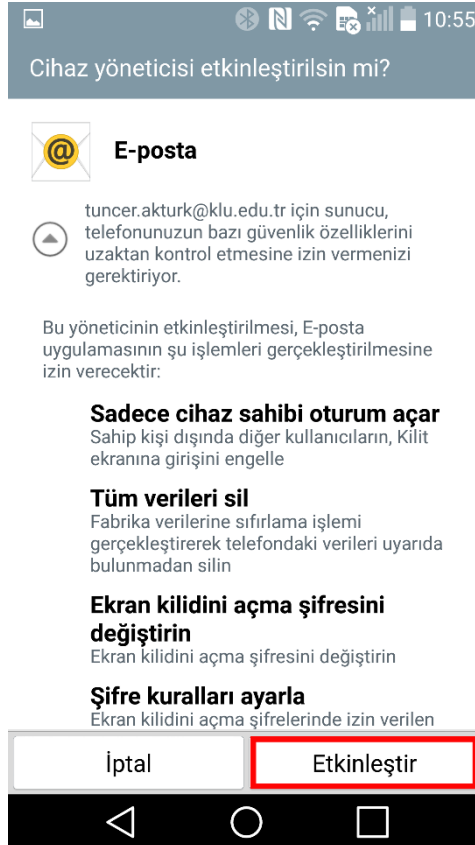 10:55
Cihaz yöneticisi etkinleştirilsin mi?
@
E-posta
tuncer.akturk@klu.edu.tr için sunucu,
telefonunuzun bazı güvenlik özelliklerini
uzaktan kontrol etmesine izin vermenizi
gerektiriyor.
Bu yöneticinin etkinleştirilmesi, E-posta
uygulamasının şu işlemleri gerçekleştirilmesine
izin verecektir:
Sadece cihaz sahibi oturum açar
Sahip kişi dışında diğer kullanıcıların, Kilit
ekranına girişini engelle
Tüm verileri sil
Fabrika verilerine sıfırlama işlemi
gerçekleştirerek telefondaki verileri uyarıda
bulunmadan silin
Ekran kilidini açma şifresini
değiştirin
Ekran kilidini açma şifresini değiştirin
Şifre kuralları ayarla
Ekran kilidini açma şifrelerinde izin verilen
İptal
Etkinleştir